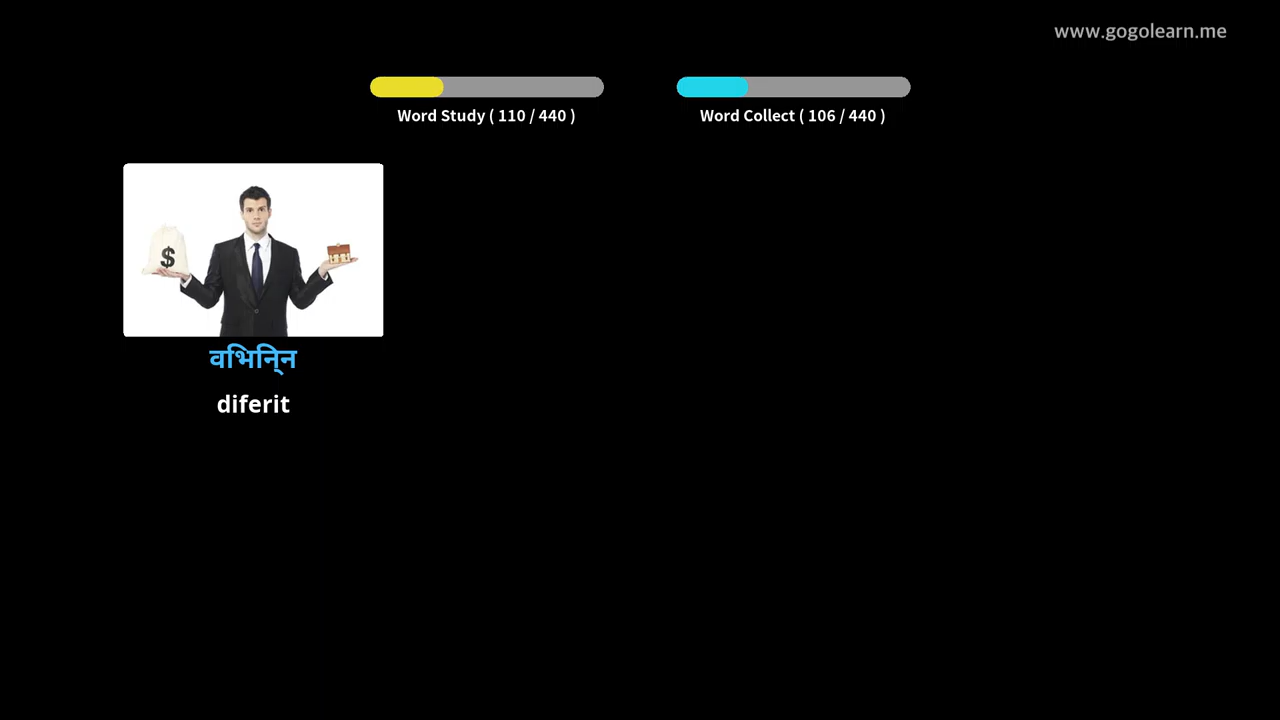 www.gogolearn.me
Word Study ( 110 / 440 )
Word Collect ( 106 / 440 )
$
वभिनि्न
diferit